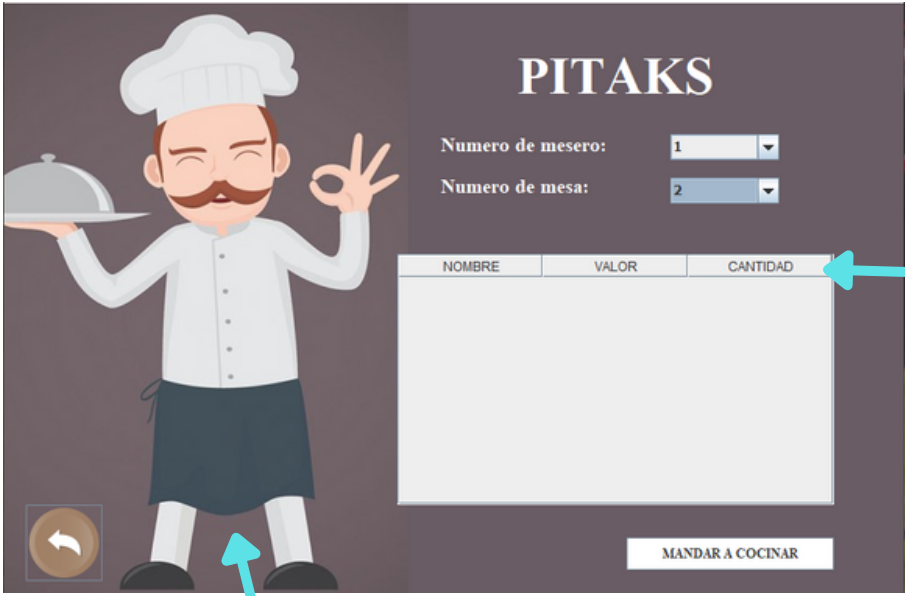 PITAKS
Numero de mesero: 1
Numero de mesa: 2
NOMBRE VALOR CANTIDAD
MANDAR A COCINAR